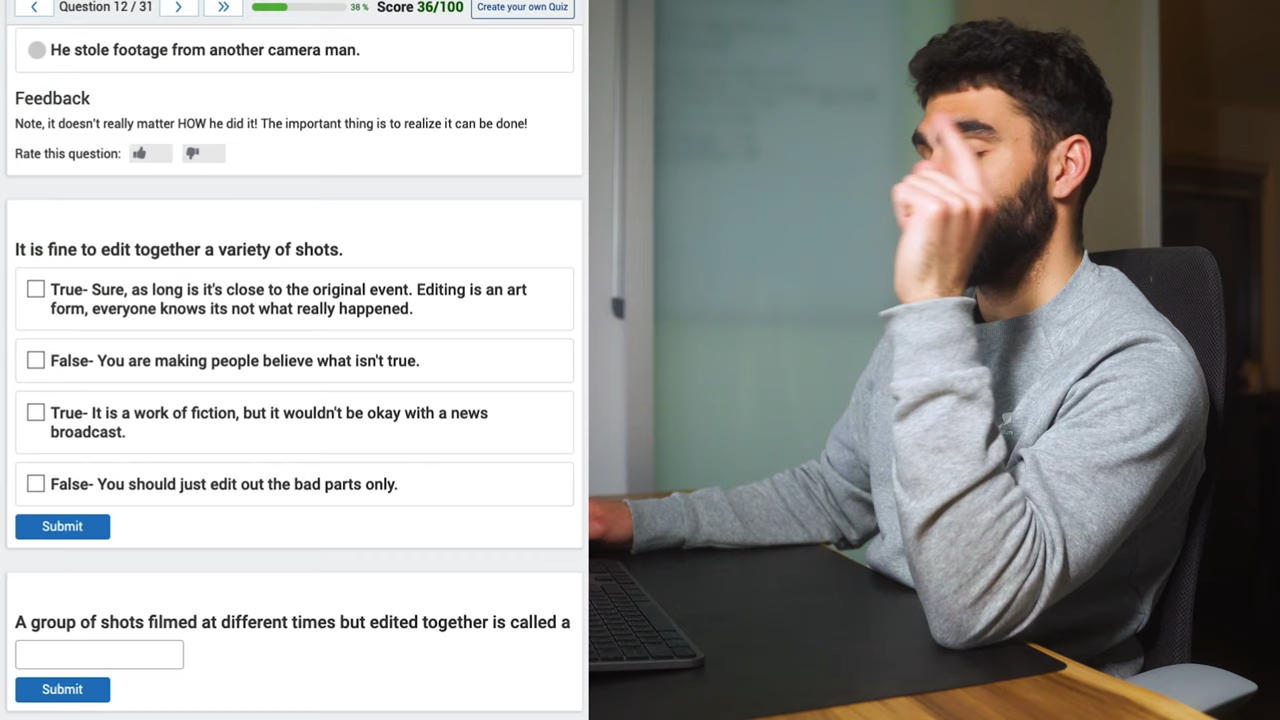 Question 12 / 31
38 %
Score 36/100
Create your own Quiz
He stole footage from another camera man.
Feedback
Note, it doesn't really matter HOW he did it! The important thing is to realize it can be done!
Rate this question:
It is fine to edit together a variety of shots.
True- Sure, as long is it's close to the original event. Editing is an art
form, everyone knows its not what really happened.
False- You are making people believe what isn't true.
True- It is a work of fiction, but it wouldn't be okay with a news
broadcast.
False- You should just edit out the bad parts only.
Submit
A group of shots filmed at different times but edited together is called a
Submit